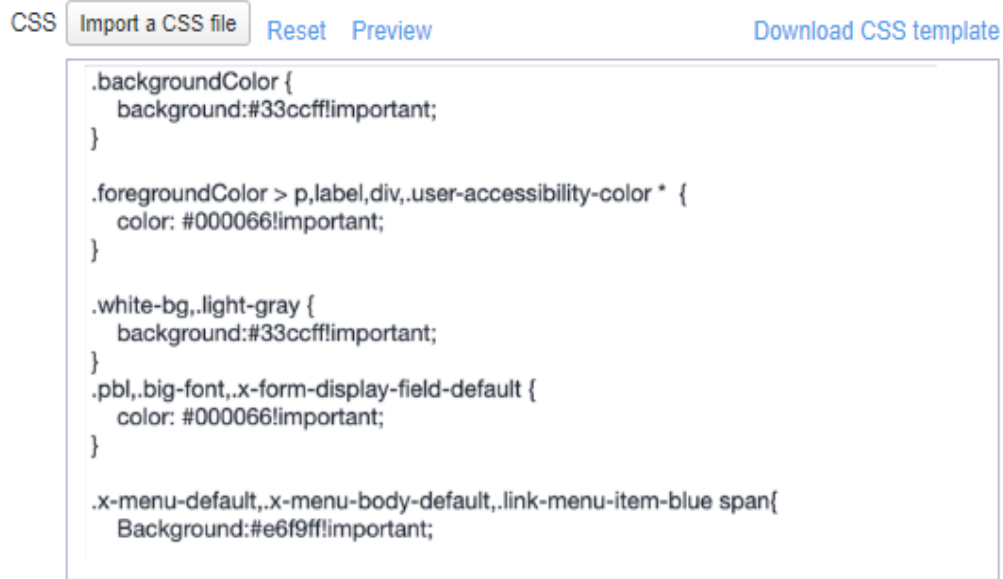 CSS Import a CSS file Reset Preview Download CSS template
.backgroundColor {
background:#33ccff!important;
}
.foregroundColor > p,label,div,.user-accessibility-color * {
color: #000066!important;
}
.white-bg,.light-gray {
background:#33ccff!important;
}
.pbl,.big-font,.x-form-display-field-default {
color: #000066!important;
}
.x-menu-default,.x-menu-body-default,.link-menu-item-blue span{
Background:#e6f9ff!important;